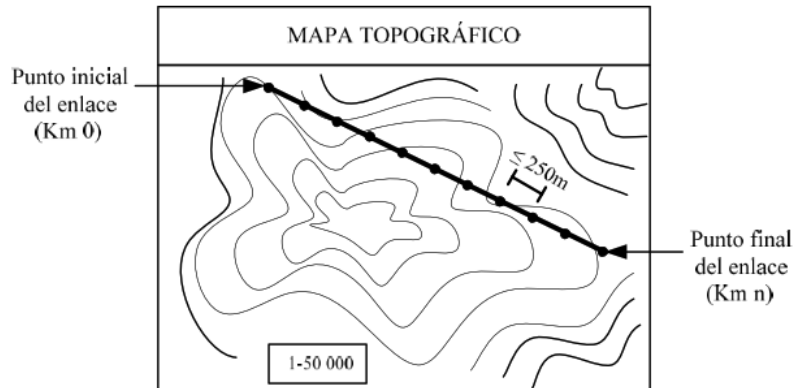 MAPA TOPOGRÁFICO
Punto inicial
del enlace
(Km 0)
≤ 250m
Punto final
del enlace
(Km n)
1-50 000